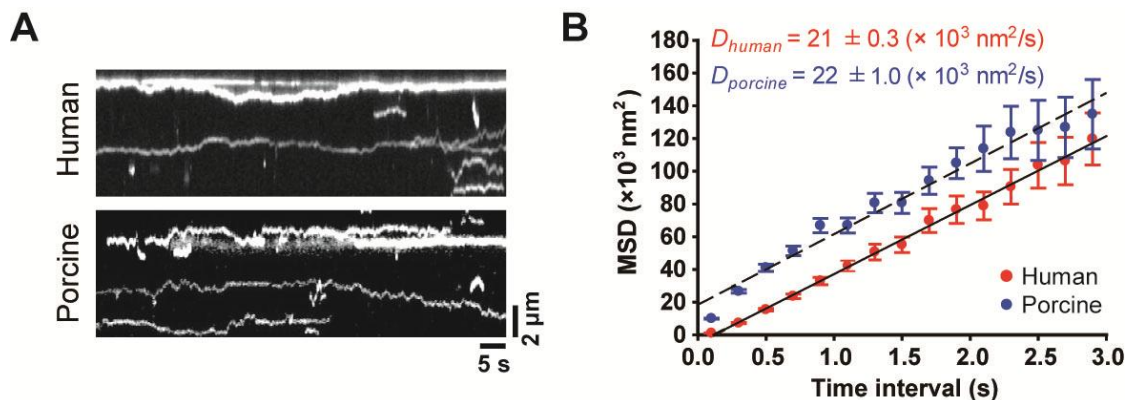 A
Human
Porcine
2 μm
5 s
B
D_human = 21 ± 0.3 (× 10³ nm²/s)
D_porcine = 22 ± 1.0 (× 10³ nm²/s)
MSD (×10³ nm²)
180
160
140
120
100
80
60
40
20
0
0.0 0.5 1.0 1.5 2.0 2.5 3.0
Time interval (s)
Human
Porcine